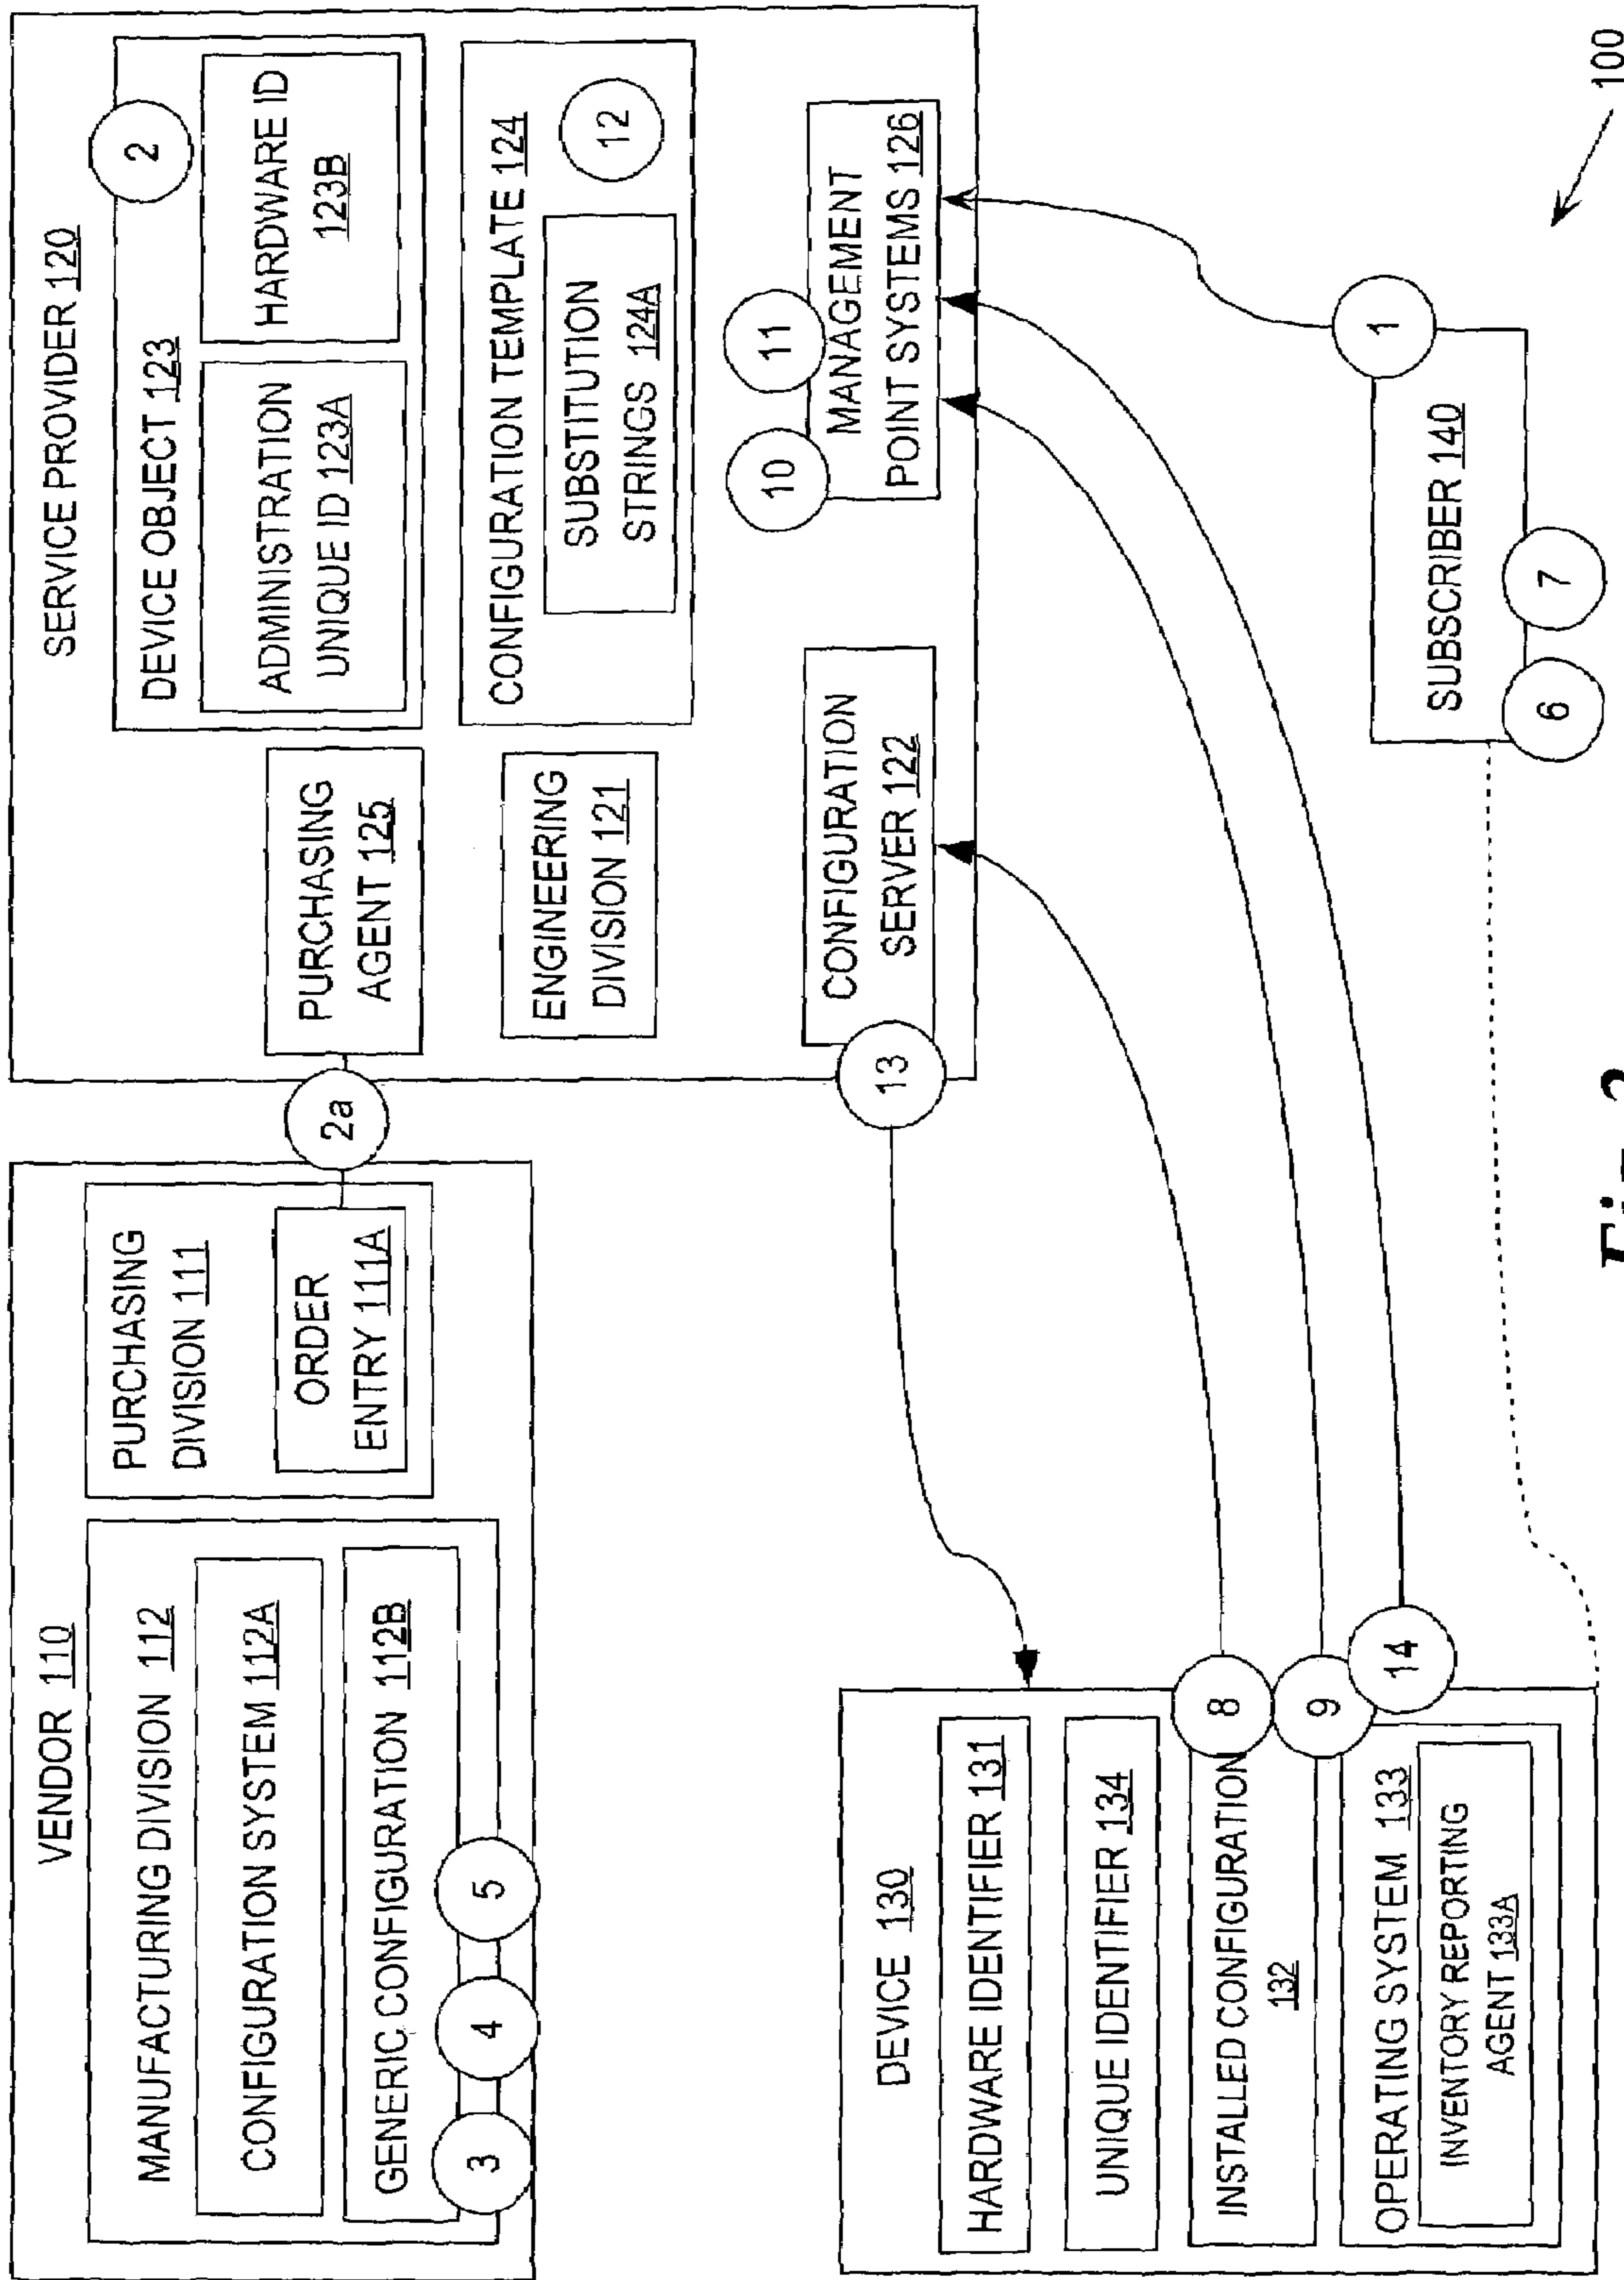 VENDOR 110
MANUFACTURING DIVISION 112
CONFIGURATION SYSTEM 112A
GENERIC CONFIGURATION 112B
3
4
5
PURCHASING
DIVISION 111
ORDER
ENTRY 111A
2a
SERVICE PROVIDER 120
PURCHASING
AGENT 125
ENGINEERING
DIVISION 121
DEVICE OBJECT 123
2
ADMINISTRATION
UNIQUE ID 123A
HARDWARE ID
123B
CONFIGURATION TEMPLATE 124
SUBSTITUTION
STRINGS 124A
12
13
CONFIGURATION
SERVER 122
10
11
MANAGEMENT
POINT SYSTEMS 126
DEVICE 130
HARDWARE IDENTIFIER 131
UNIQUE IDENTIFIER 134
INSTALLED CONFIGURATION
132
8
9
14
OPERATING SYSTEM 133
INVENTORY REPORTING
AGENT 133A
SUBSCRIBER 140
1
6
7
100